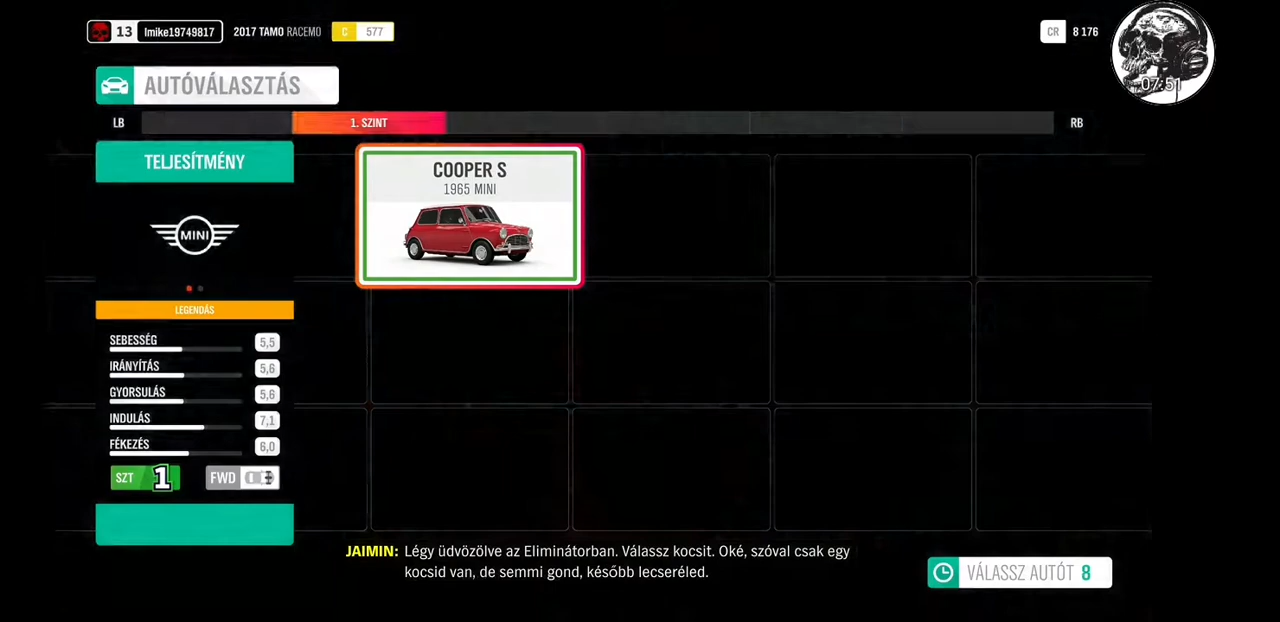 13 Imike19749817 2017 TAMO RACEMO C 577
CR 8 176
07:51
AUTÓVÁLASZTÁS
LB 1. SZINT RB
TELJESÍTMÉNY
COOPER S
1965 MINI
MINI
LEGENDÁS
SEBESSÉG 5,5
IRÁNYÍTÁS 5,6
GYORSULÁS 5,6
INDULÁS 7,1
FÉKEZÉS 6,0
SZT 1 FWD
JAIMIN: Légy üdvözölve az Eliminátorban. Válassz kocsit. Oké, szóval csak egy
kocsid van, de semmi gond, később lecseréled.
VÁLASSZ AUTÓT 8